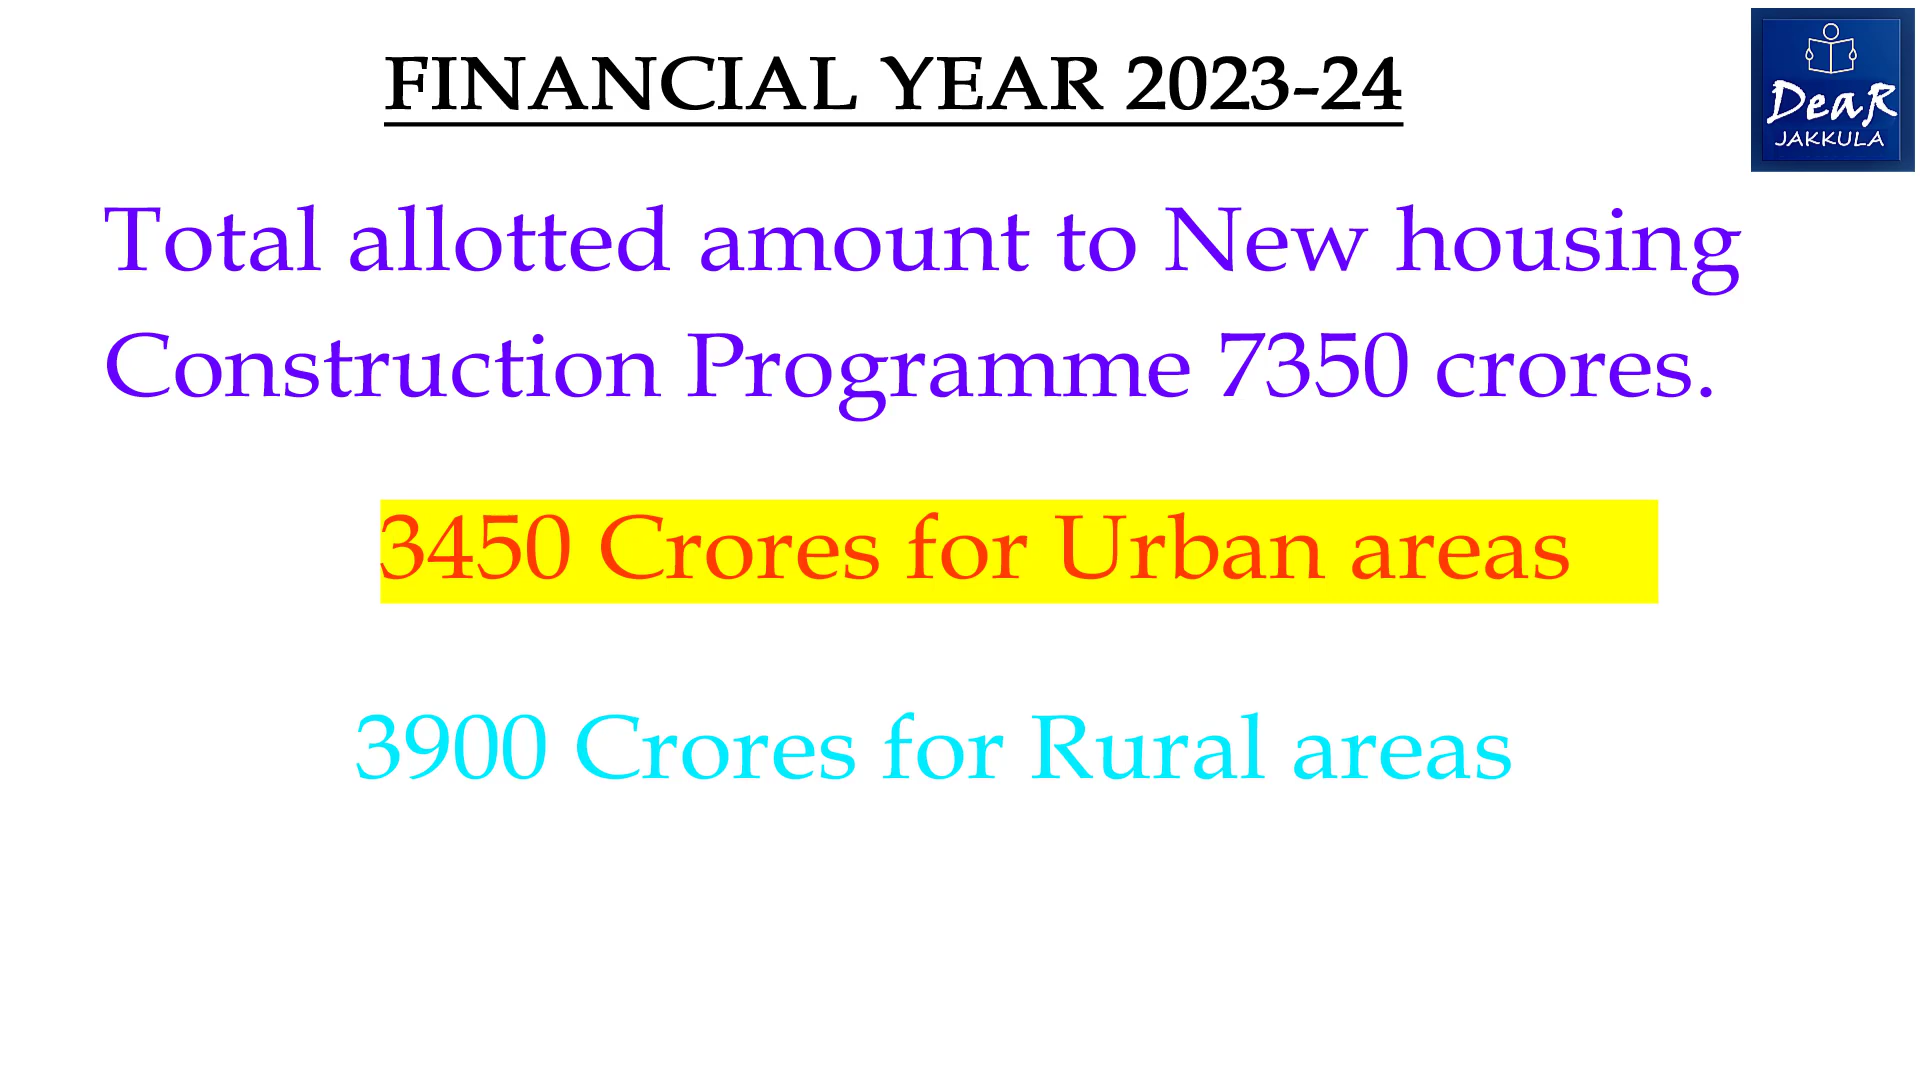 FINANCIAL YEAR 2023-24
DeaR
JAKKULA
Total allotted amount to New housing
Construction Programme 7350 crores.
3450 Crores for Urban areas
3900 Crores for Rural areas